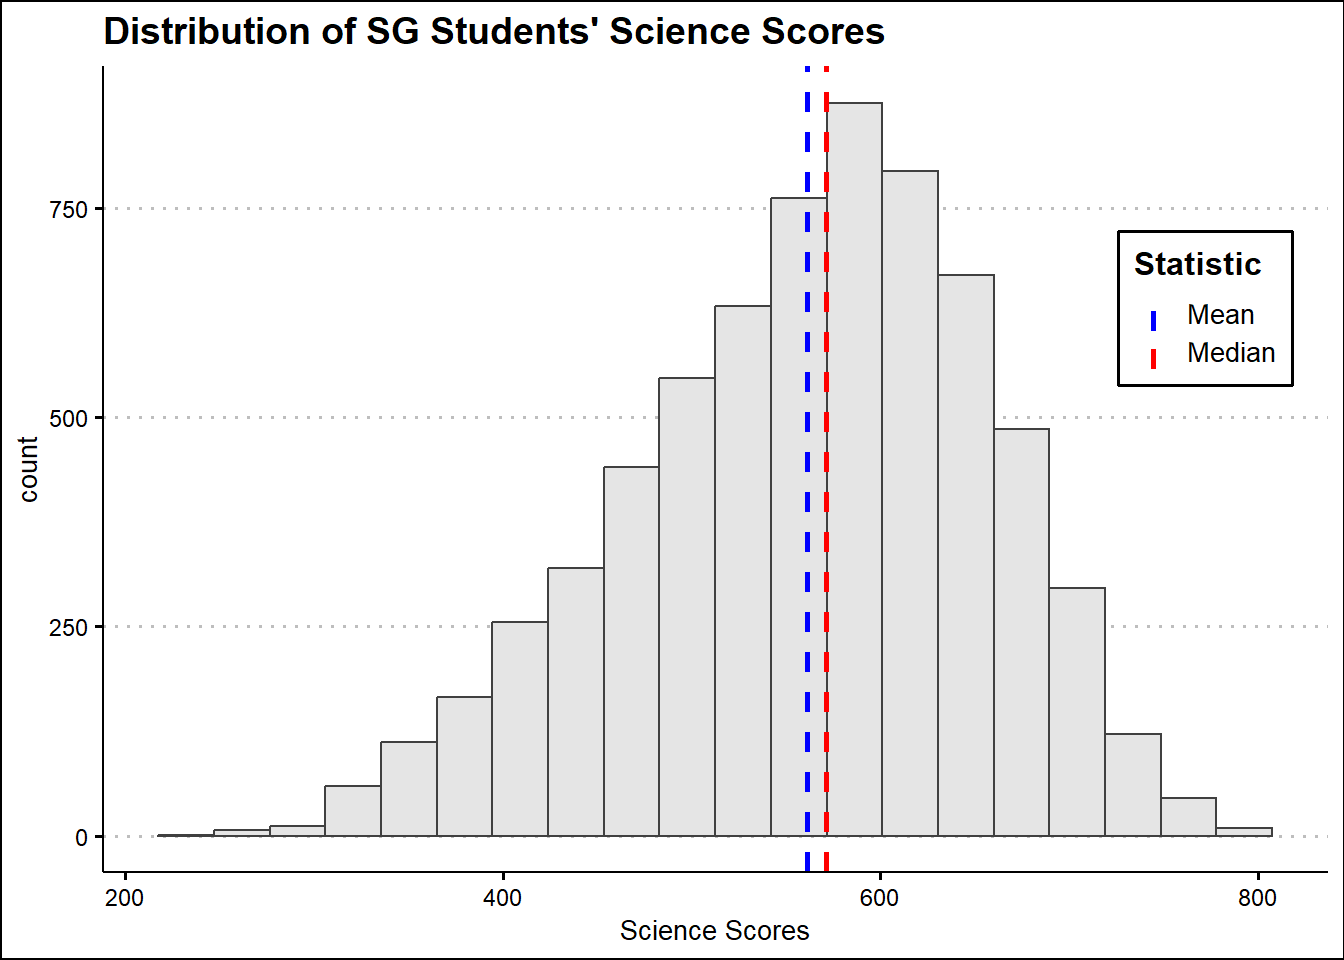 Distribution of SG Students' Science Scores
750
500
250
0
count
Statistic
Mean
Median
200
400
600
800
Science Scores